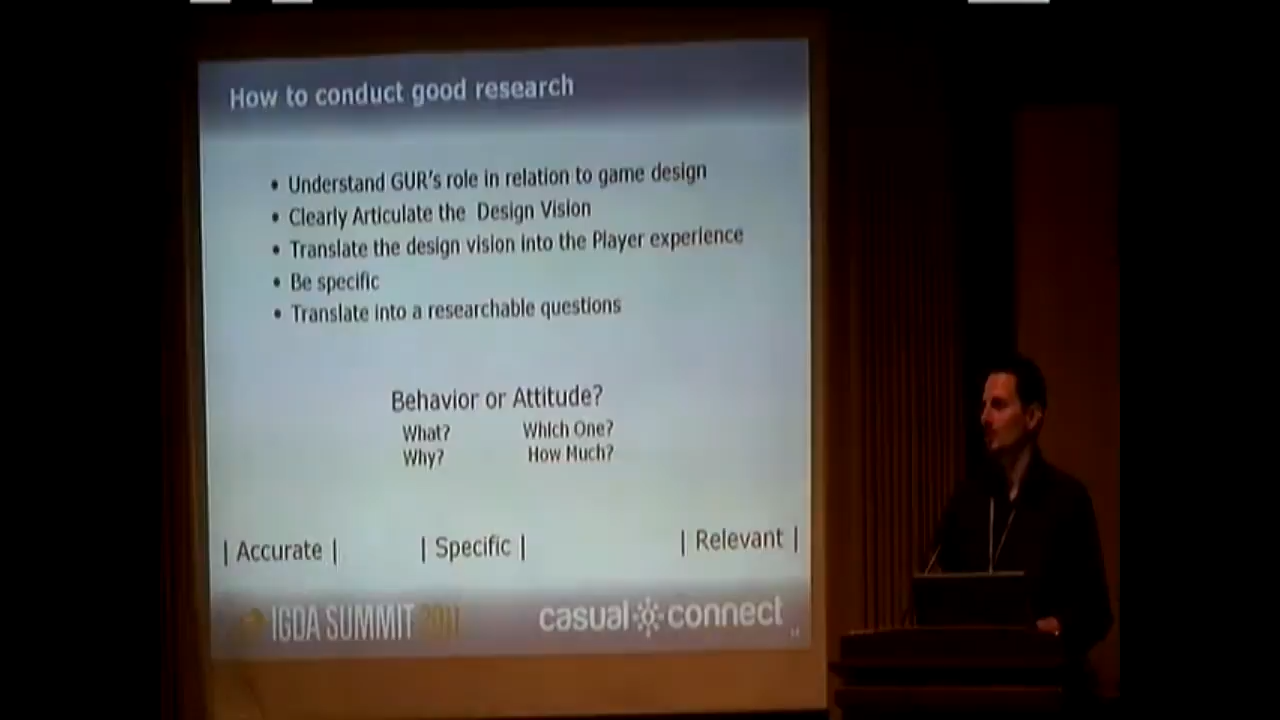 How to conduct good research
• Understand GUR's role in relation to game design
• Clearly Articulate the Design Vision
• Translate the design vision into the Player experience
• Be specific
• Translate into a researchable questions
Behavior or Attitude?
What? Which One?
Why? How Much?
| Accurate | | Specific | | Relevant |
IGDA SUMMIT 2011 casual connect